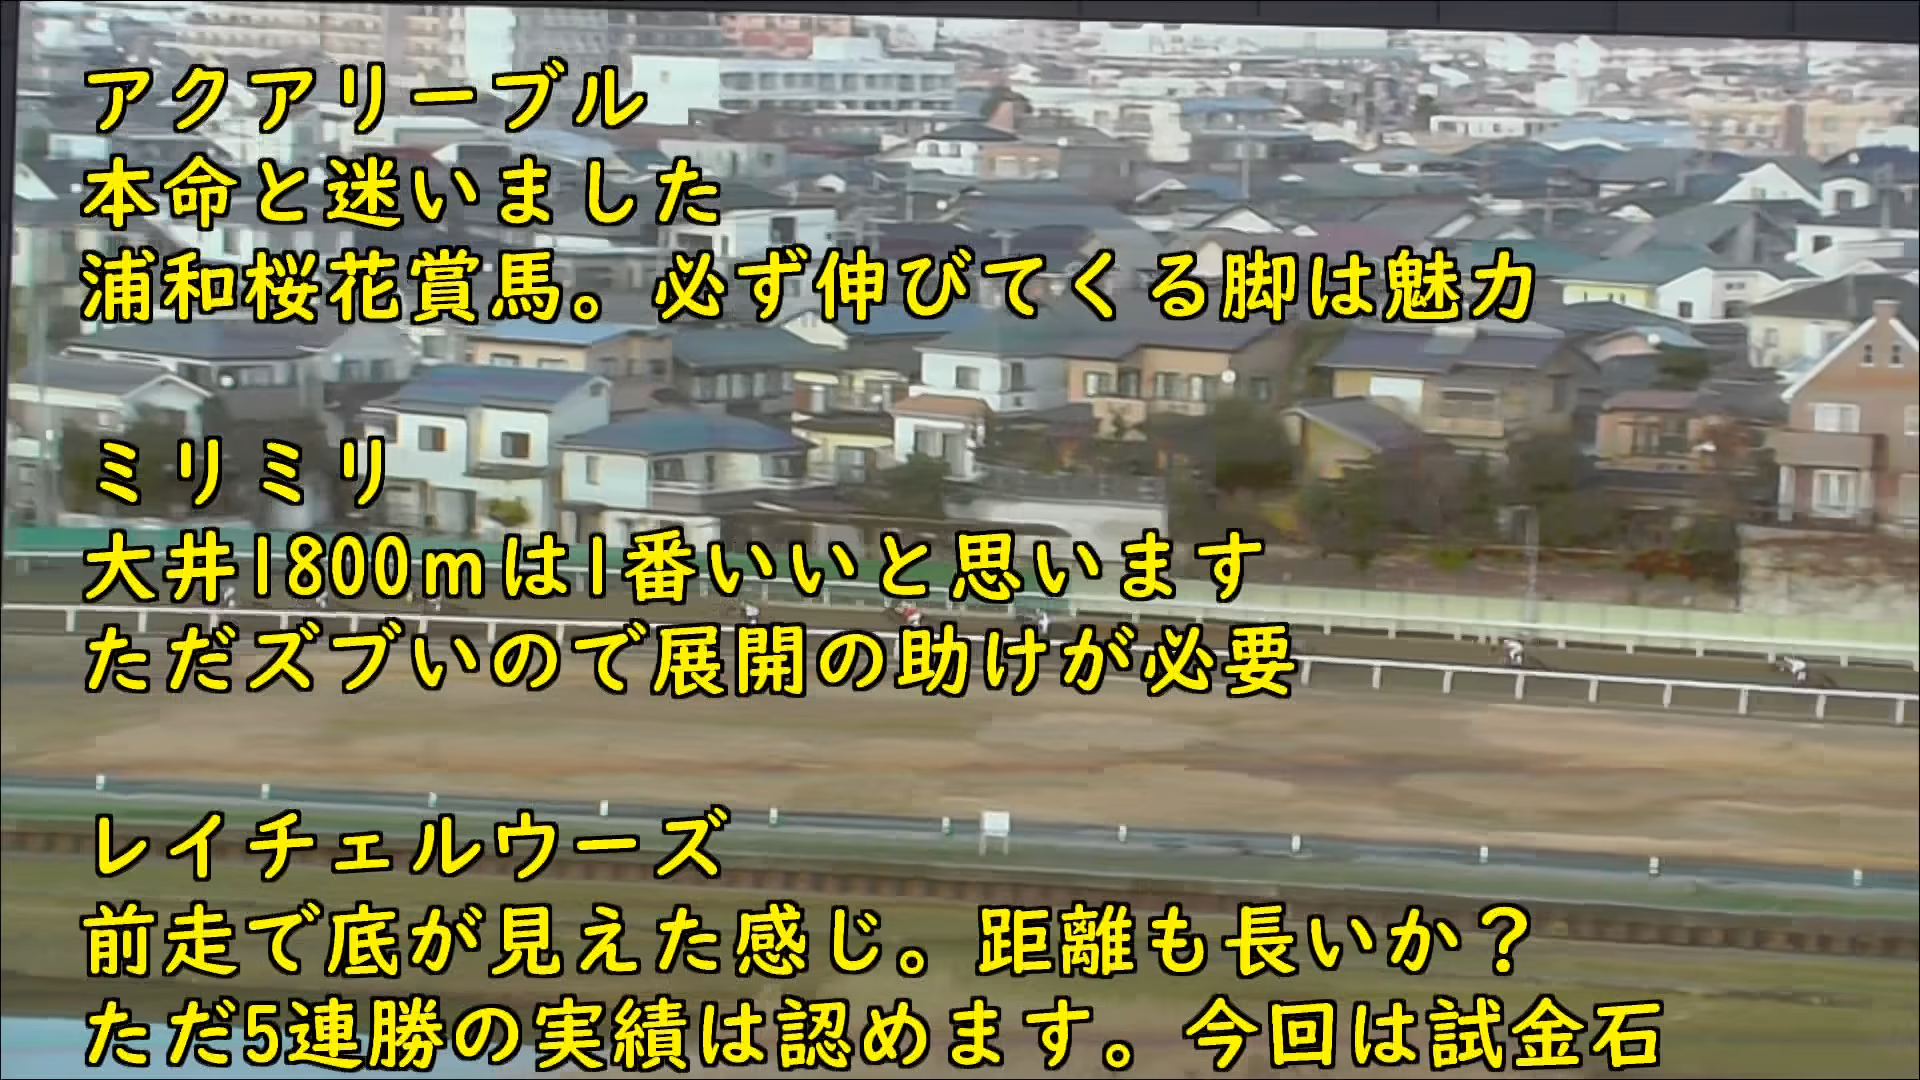 アクアリーブル
本命と迷いました
浦和桜花賞馬。必ず伸びてくる脚は魅力
ミリミリ
大井1800mは1番いいと思います
ただズブいので展開の助けが必要
レイチェルウーズ
前走で底が見えた感じ。距離も長いか？
ただ5連勝の実績は認めます。今回は試金石